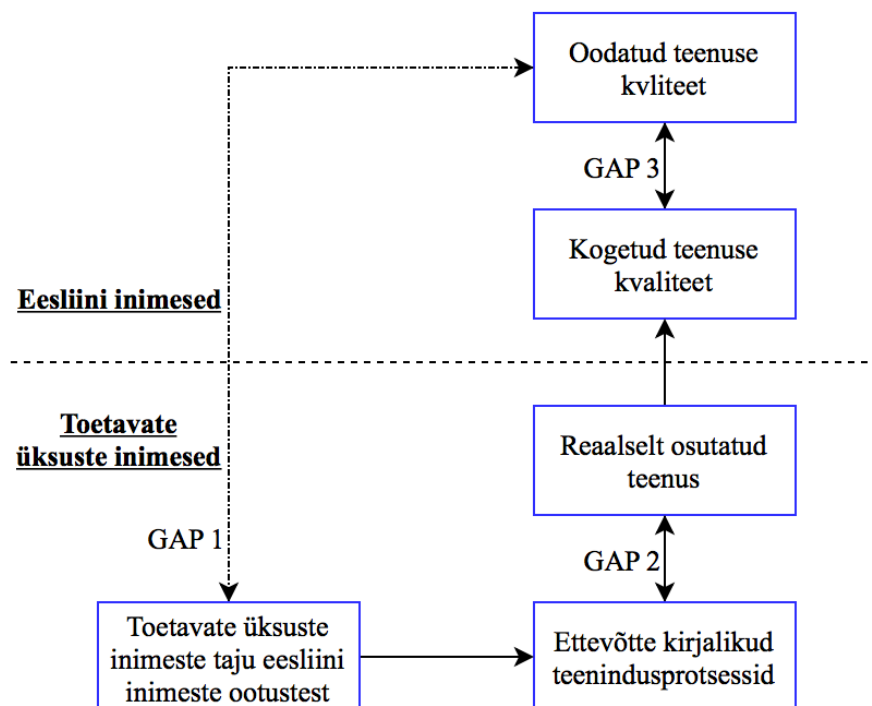 Oodatud teenuse
kvliteet
GAP 3
Kogetud teenuse
kvaliteet
Eesliini inimesed
Toetavate
üksuste inimesed
Reaalselt osutatud
teenus
GAP 1
GAP 2
Toetavate üksuste
inimeste taju eesliini
inimeste ootustest
Ettevõtte kirjalikud
teenindusprotsessid